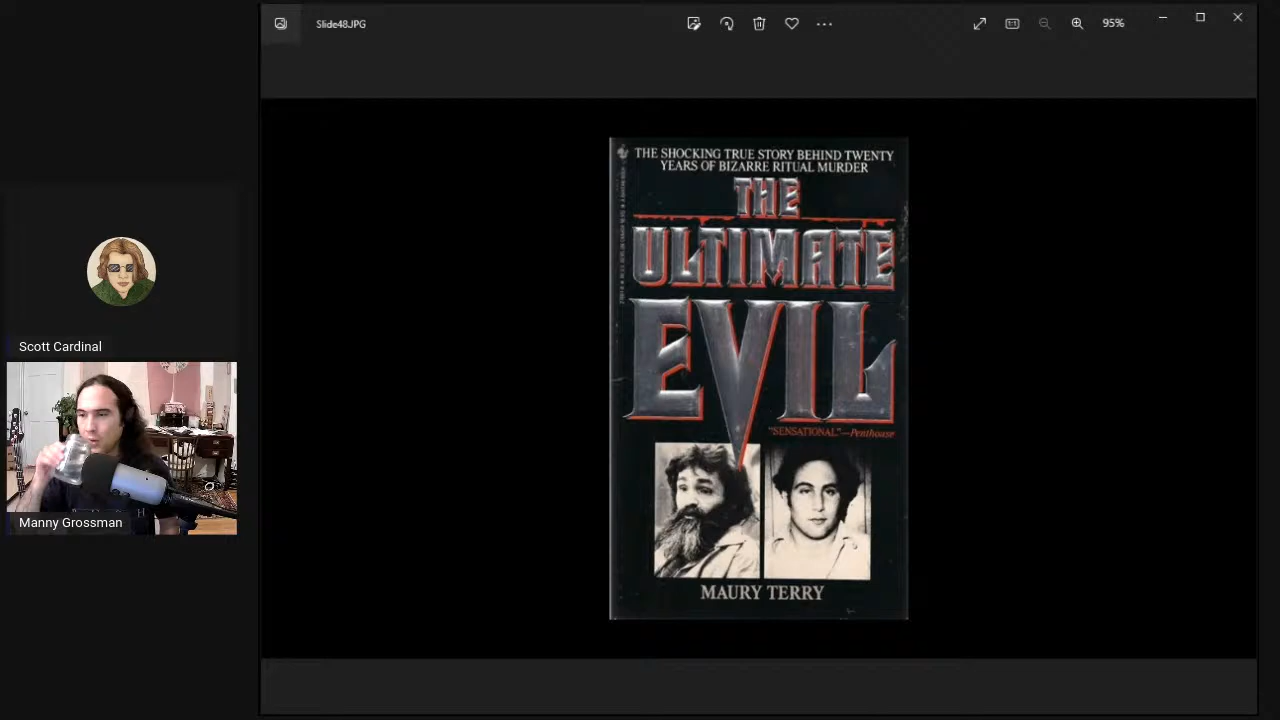 Slide48.JPG
95%
THE SHOCKING TRUE STORY BEHIND TWENTY
YEARS OF BIZARRE RITUAL MURDER
THE
ULTIMATE
EVIL
"SENSATIONAL"—Penthouse
MAURY TERRY
Scott Cardinal
Manny Grossman